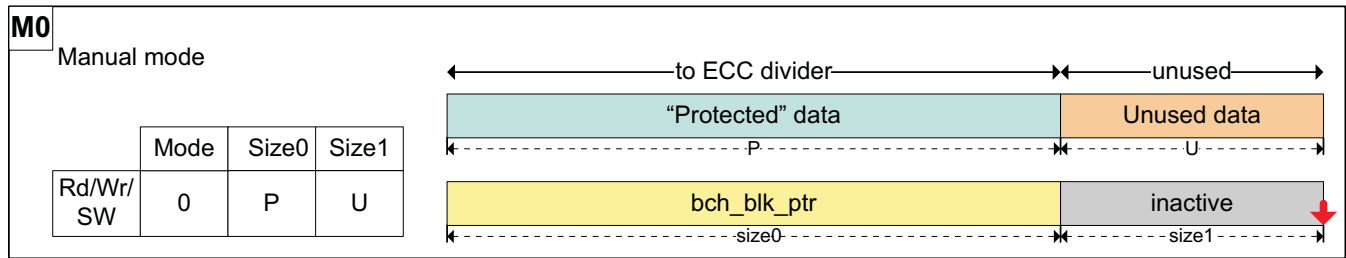 M0
Manual mode
to ECC divider unused
“Protected” data Unused data
P U
Mode Size0 Size1
Rd/Wr/
SW 0 P U
bch_blk_ptr inactive
size0 size1